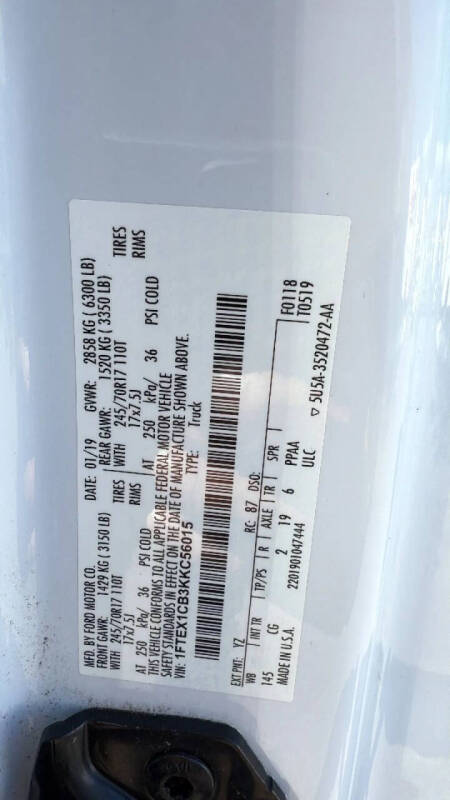 MFD. BY FORD MOTOR CO. DATE: 01/19 GVWR: 2858 KG ( 6300 LB)
FRONT GAWR: 1429 KG ( 3150 LB) REAR GAWR: 1520 KG ( 3350 LB)
WITH 245/70R17 110T TIRES WITH 245/70R17 110T TIRES
17x7.5J RIMS 17x7.5J RIMS
AT 250 kPa/ 36 PSI COLD AT 250 kPa/ 36 PSI COLD
THIS VEHICLE CONFORMS TO ALL APPLICABLE FEDERAL MOTOR VEHICLE
SAFETY STANDARDS IN EFFECT ON THE DATE OF MANUFACTURE SHOWN ABOVE.
VIN: 1FTEX1CB3KKC56015 TYPE: Truck
F0118
T0519
EXT PNT: YZ RC: 87 DSO:
WB INT TR TP/PS R AXLE TR SPR
145 CG 2 19 6 PPAA
MADE IN U.S.A. 2201901047444 ULC ▽ 5U5A-3520472-AA